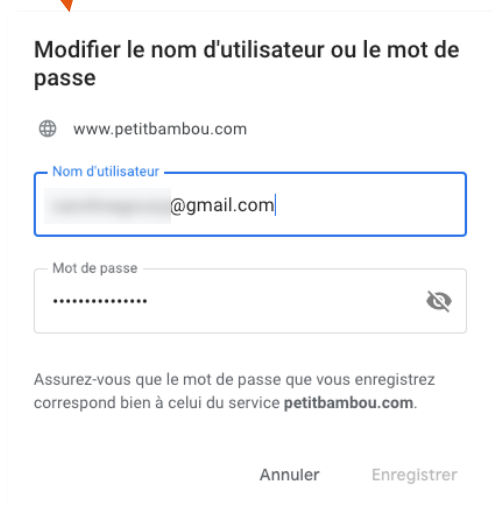 Modifier le nom d'utilisateur ou le mot de
passe
www.petitbambou.com
Nom d'utilisateur
@gmail.com
Mot de passe
•••••••••••••••
Assurez-vous que le mot de passe que vous enregistrez
correspond bien à celui du service petitbambou.com.
Annuler Enregistrer